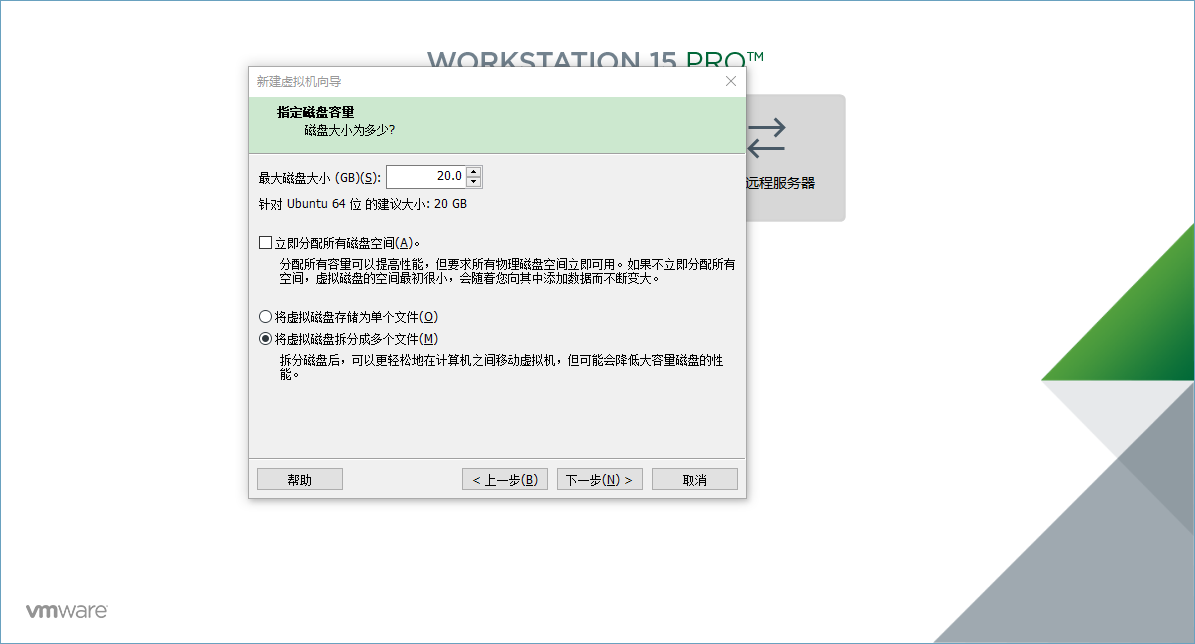 WORKSTATION 15 PRO™
新建虚拟机向导
指定磁盘容量
磁盘大小为多少?
远程服务器
最大磁盘大小 (GB)(S): 20.0
针对 Ubuntu 64 位 的建议大小: 20 GB
立即分配所有磁盘空间(A)。
分配所有容量可以提高性能，但要求所有物理磁盘空间立即可用。如果不立即分配所有
空间，虚拟磁盘的空间最初很小，会随着您向其中添加数据而不断变大。
将虚拟磁盘存储为单个文件(O)
将虚拟磁盘拆分成多个文件(M)
拆分磁盘后，可以更轻松地在计算机之间移动虚拟机，但可能会降低大容量磁盘的性
能。
帮助 < 上一步(B) 下一步(N) > 取消
vmware